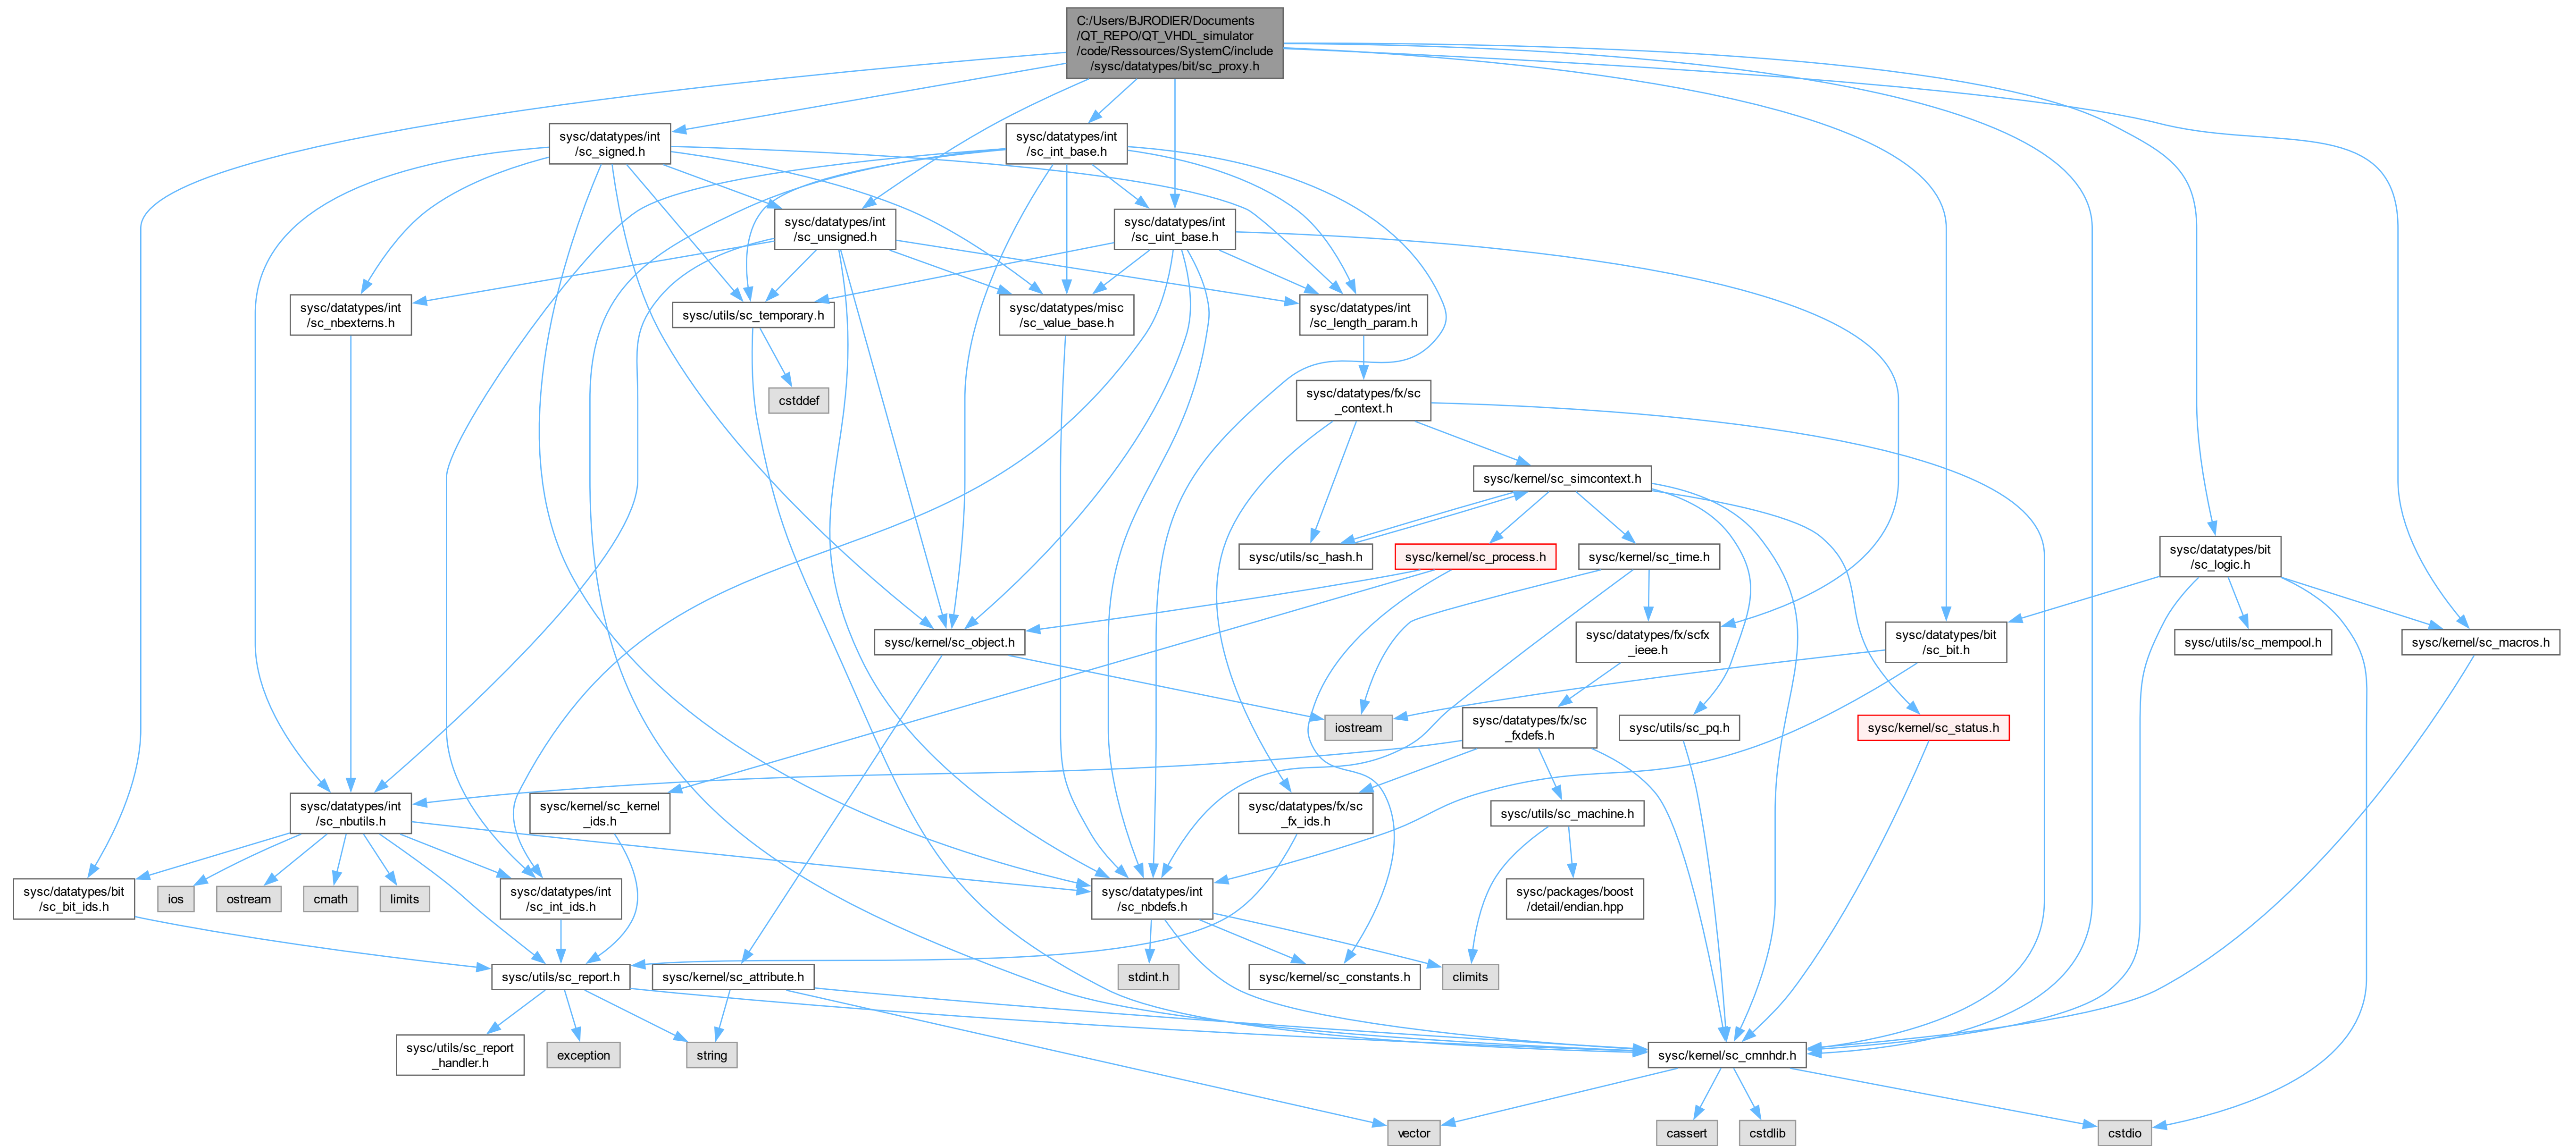 C:/Users/BJRODIER/Documents
/QT_REPO/QT_VHDL_simulator
/code/Ressources/SystemC/include
/sysc/datatypes/bit/sc_proxy.h
sysc/datatypes/int
/sc_signed.h
sysc/datatypes/int
/sc_int_base.h
sysc/datatypes/int
/sc_unsigned.h
sysc/datatypes/int
/sc_uint_base.h
sysc/datatypes/int
/sc_nbexterns.h
sysc/utils/sc_temporary.h
sysc/datatypes/misc
/sc_value_base.h
sysc/datatypes/int
/sc_length_param.h
cstddef
sysc/datatypes/fx/sc
_context.h
sysc/kernel/sc_simcontext.h
sysc/utils/sc_hash.h
sysc/kernel/sc_process.h
sysc/kernel/sc_time.h
sysc/datatypes/bit
/sc_logic.h
sysc/kernel/sc_object.h
sysc/datatypes/fx/scfx
_ieee.h
sysc/datatypes/bit
/sc_bit.h
sysc/utils/sc_mempool.h
sysc/kernel/sc_macros.h
iostream
sysc/datatypes/fx/sc
_fxdefs.h
sysc/utils/sc_pq.h
sysc/kernel/sc_status.h
sysc/datatypes/int
/sc_nbutils.h
sysc/kernel/sc_kernel
_ids.h
sysc/datatypes/fx/sc
_fx_ids.h
sysc/utils/sc_machine.h
sysc/datatypes/bit
/sc_bit_ids.h
ios
ostream
cmath
limits
sysc/datatypes/int
/sc_int_ids.h
sysc/datatypes/int
/sc_nbdefs.h
sysc/packages/boost
/detail/endian.hpp
sysc/utils/sc_report.h
sysc/kernel/sc_attribute.h
stdint.h
sysc/kernel/sc_constants.h
climits
sysc/utils/sc_report
_handler.h
exception
string
sysc/kernel/sc_cmnhdr.h
vector
cassert
cstdlib
cstdio